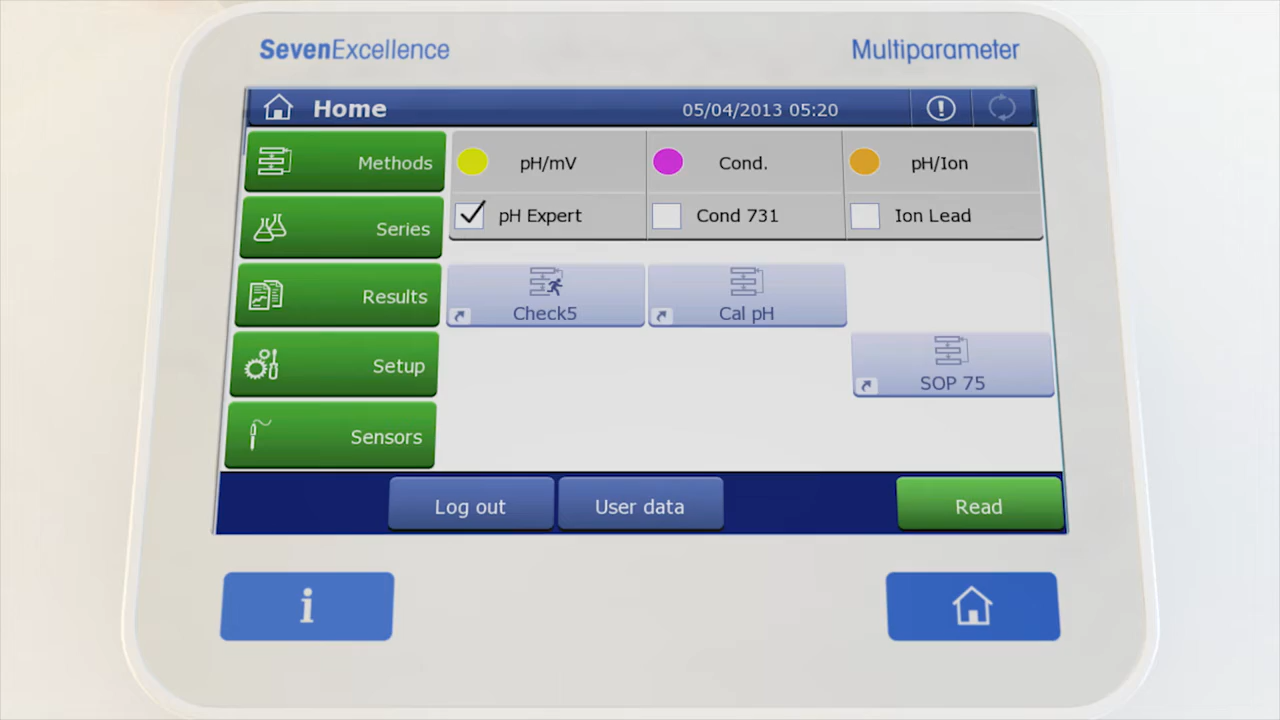 SevenExcellence
Multiparameter
Home
05/04/2013 05:20
Methods
pH/mV
Cond.
pH/Ion
Series
pH Expert
Cond 731
Ion Lead
Results
Check5
Cal pH
Setup
SOP 75
Sensors
Log out
User data
Read
i